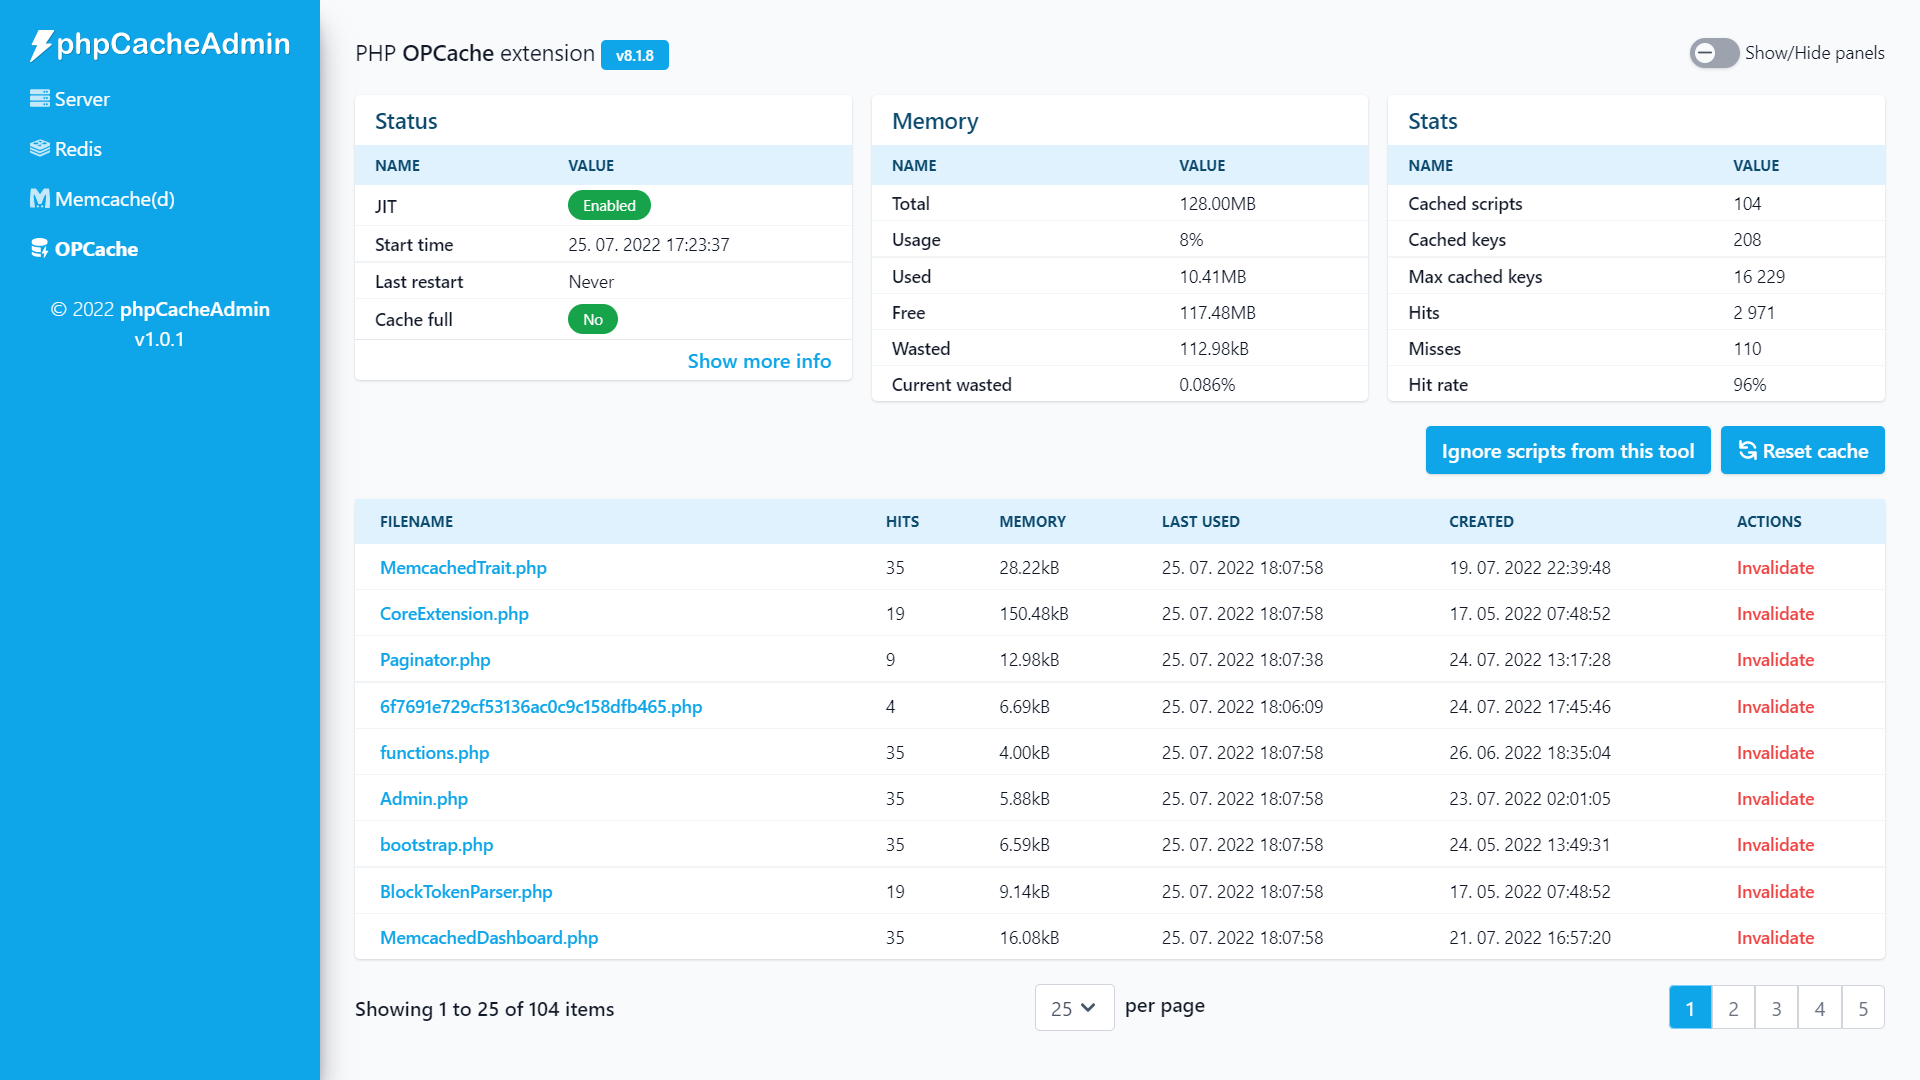 phpCacheAdmin
Server
Redis
Memcache(d)
OPCache
© 2022 phpCacheAdmin
v1.0.1
PHP OPCache extension v8.1.8
Show/Hide panels
Status
NAME VALUE
JIT Enabled
Start time 25. 07. 2022 17:23:37
Last restart Never
Cache full No
Show more info
Memory
NAME VALUE
Total 128.00MB
Usage 8%
Used 10.41MB
Free 117.48MB
Wasted 112.98kB
Current wasted 0.086%
Stats
NAME VALUE
Cached scripts 104
Cached keys 208
Max cached keys 16 229
Hits 2 971
Misses 110
Hit rate 96%
Ignore scripts from this tool
Reset cache
FILENAME HITS MEMORY LAST USED CREATED ACTIONS
MemcachedTrait.php 35 28.22kB 25. 07. 2022 18:07:58 19. 07. 2022 22:39:48 Invalidate
CoreExtension.php 19 150.48kB 25. 07. 2022 18:07:58 17. 05. 2022 07:48:52 Invalidate
Paginator.php 9 12.98kB 25. 07. 2022 18:07:38 24. 07. 2022 13:17:28 Invalidate
6f7691e729cf53136ac0c9c158dfb465.php 4 6.69kB 25. 07. 2022 18:06:09 24. 07. 2022 17:45:46 Invalidate
functions.php 35 4.00kB 25. 07. 2022 18:07:58 26. 06. 2022 18:35:04 Invalidate
Admin.php 35 5.88kB 25. 07. 2022 18:07:58 23. 07. 2022 02:01:05 Invalidate
bootstrap.php 35 6.59kB 25. 07. 2022 18:07:58 24. 05. 2022 13:49:31 Invalidate
BlockTokenParser.php 19 9.14kB 25. 07. 2022 18:07:58 17. 05. 2022 07:48:52 Invalidate
MemcachedDashboard.php 35 16.08kB 25. 07. 2022 18:07:58 21. 07. 2022 16:57:20 Invalidate
Showing 1 to 25 of 104 items
25 per page
1 2 3 4 5